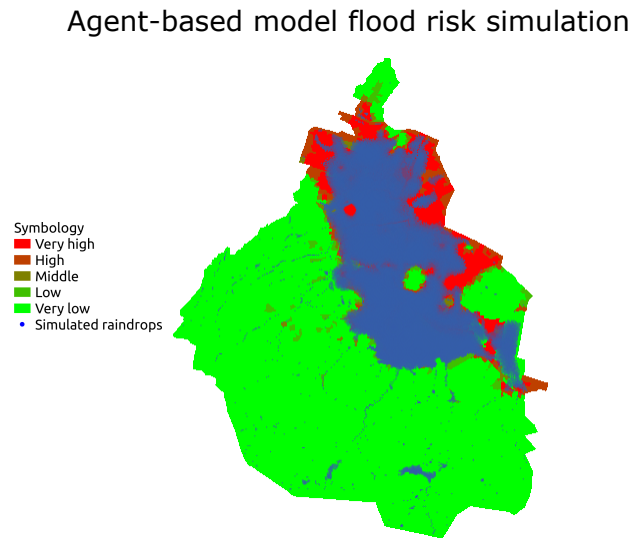 Agent-based model flood risk simulation
Symbology
Very high
High
Middle
Low
Very low
Simulated raindrops